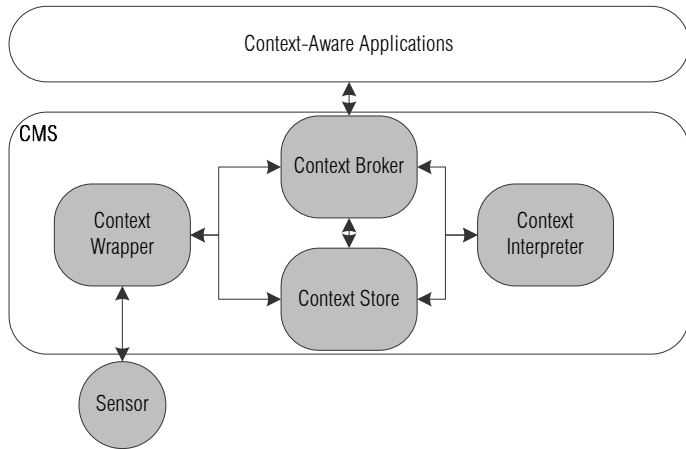 Context-Aware Applications
CMS
Context Broker
Context
Wrapper
Context
Interpreter
Context Store
Sensor